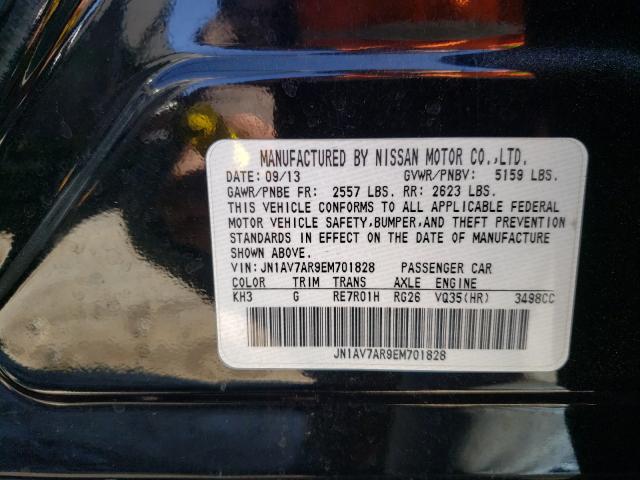 MANUFACTURED BY NISSAN MOTOR CO.,LTD.
DATE: 09/13 GVWR/PNBV: 5159 LBS.
GAWR/PNBE FR: 2557 LBS. RR: 2623 LBS.
THIS VEHICLE CONFORMS TO ALL APPLICABLE FEDERAL
MOTOR VEHICLE SAFETY,BUMPER,AND THEFT PREVENTION
STANDARDS IN EFFECT ON THE DATE OF MANUFACTURE
SHOWN ABOVE.
VIN: JN1AV7AR9EM701828 PASSENGER CAR
COLOR TRIM TRANS AXLE ENGINE
KH3 G RE7R01H RG26 VQ35(HR) 3498CC
JN1AV7AR9EM701828